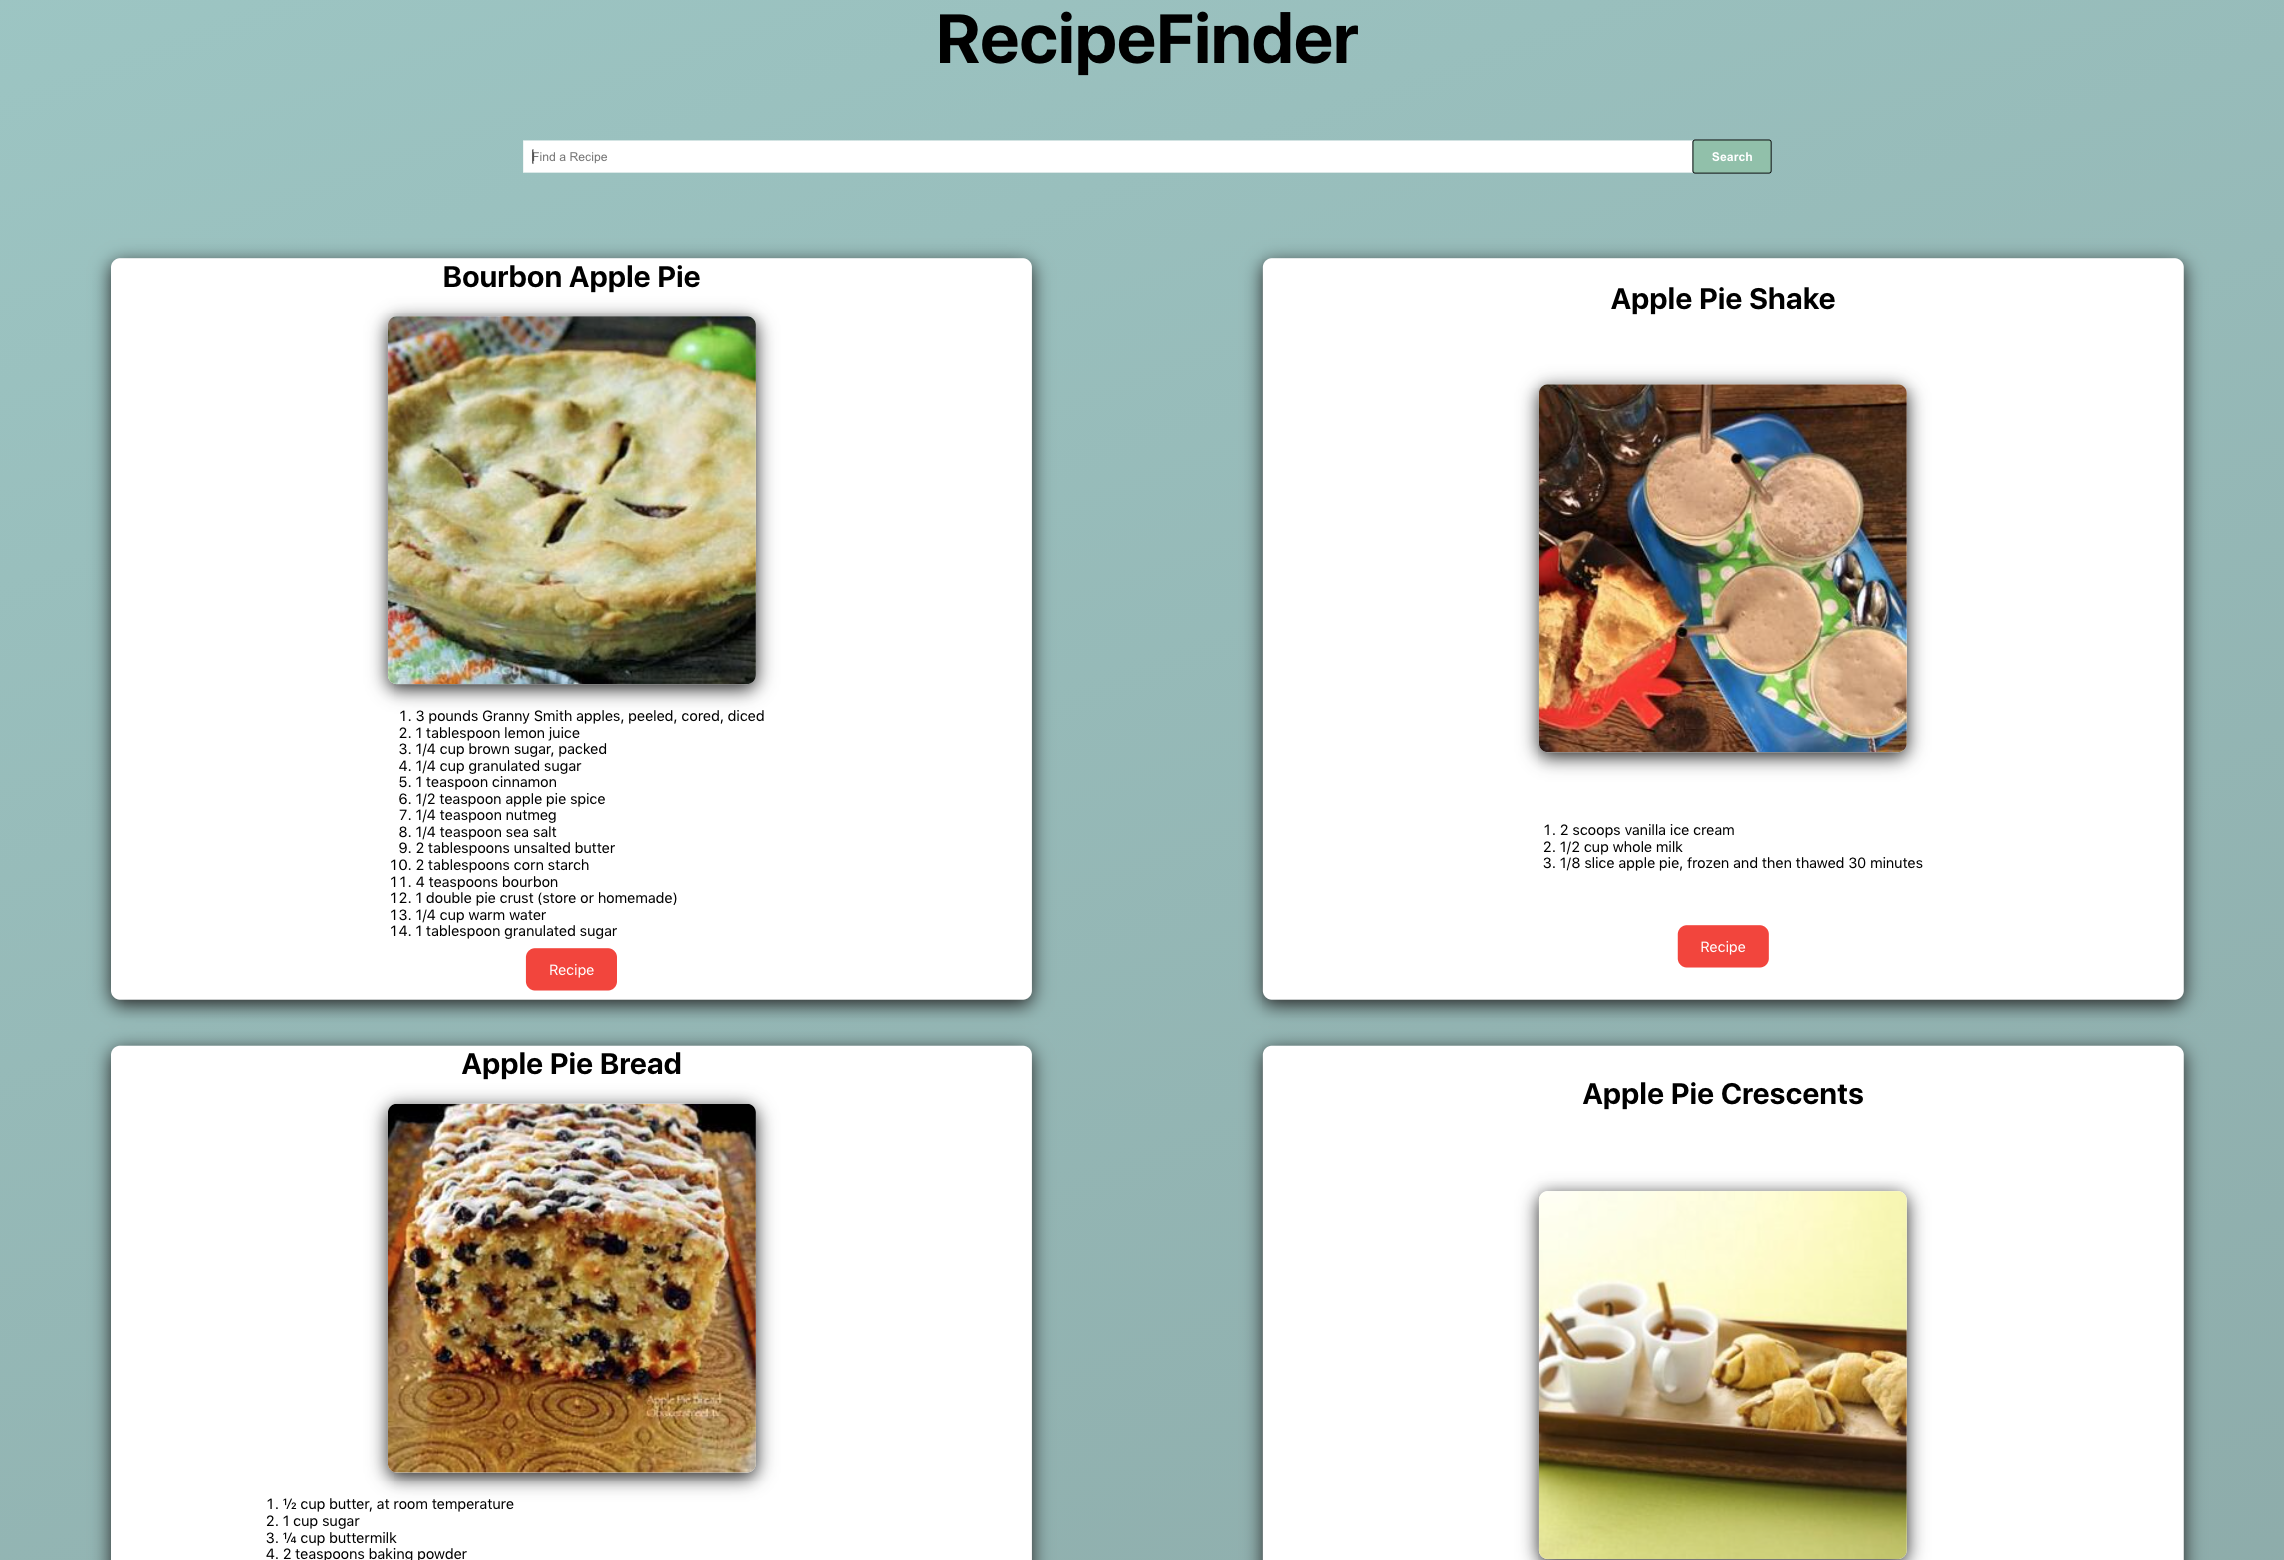 RecipeFinder
Find a Recipe
Search
Bourbon Apple Pie
SpicyMonkey
1. 3 pounds Granny Smith apples, peeled, cored, diced
2. 1 tablespoon lemon juice
3. 1/4 cup brown sugar, packed
4. 1/4 cup granulated sugar
5. 1 teaspoon cinnamon
6. 1/2 teaspoon apple pie spice
7. 1/4 teaspoon nutmeg
8. 1/4 teaspoon sea salt
9. 2 tablespoons unsalted butter
10. 2 tablespoons corn starch
11. 4 teaspoons bourbon
12. 1 double pie crust (store or homemade)
13. 1/4 cup warm water
14. 1 tablespoon granulated sugar
Recipe
Apple Pie Shake
1. 2 scoops vanilla ice cream
2. 1/2 cup whole milk
3. 1/8 slice apple pie, frozen and then thawed 30 minutes
Recipe
Apple Pie Bread
Apple Pie Bread
1. ½ cup butter, at room temperature
2. 1 cup sugar
3. ¼ cup buttermilk
4. 2 teaspoons baking powder
Apple Pie Crescents